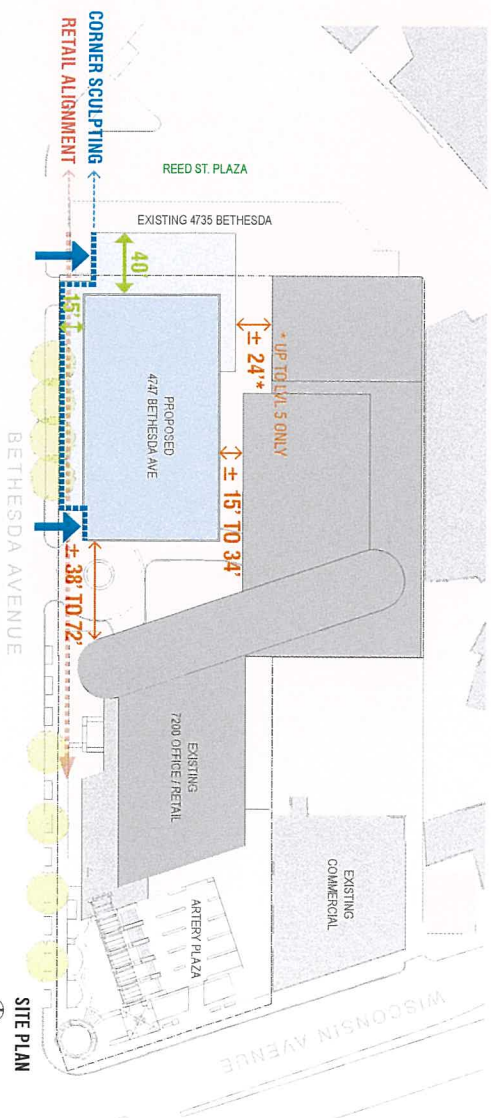 CORNER SCULPTING
RETAIL ALIGNMENT
REED ST. PLAZA
EXISTING 4735 BETHESDA
40'
15'
* UP TO LVL 5 ONLY
± 24'*
± 15' TO 34'
PROPOSED
4747 BETHESDA AVE
± 38' TO 72'
BETHESDA AVENUE
EXISTING
7200 OFFICE / RETAIL
EXISTING
COMMERCIAL
ARTERY PLAZA
WISCONSIN AVENUE
SITE PLAN